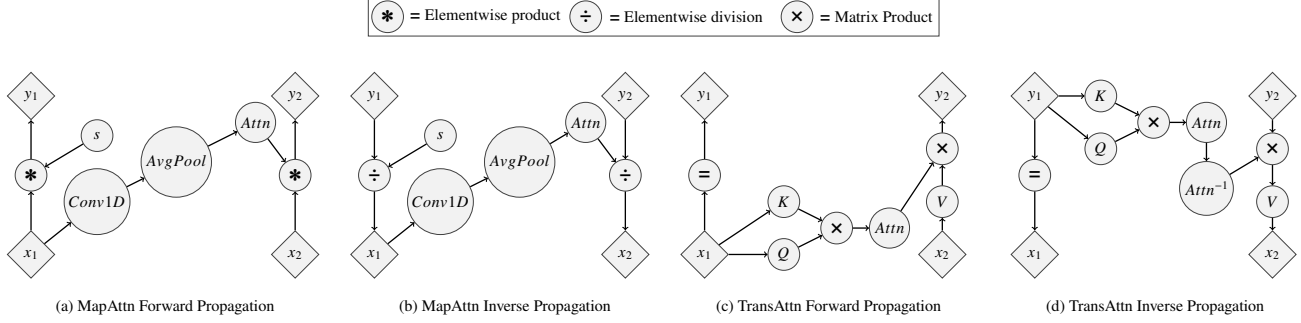 * = Elementwise product ÷ = Elementwise division × = Matrix Product
y1 y2 y1 y2 y1 y2 y1 y2
s Attn s Attn K × Attn
* Conv1D AvgPool * ÷ Conv1D AvgPool ÷ = K × Attn × V = Q Attn⁻¹ × V
x1 x2 x1 x2 x1 Q x2 x1 x2
(a) MapAttn Forward Propagation (b) MapAttn Inverse Propagation (c) TransAttn Forward Propagation (d) TransAttn Inverse Propagation